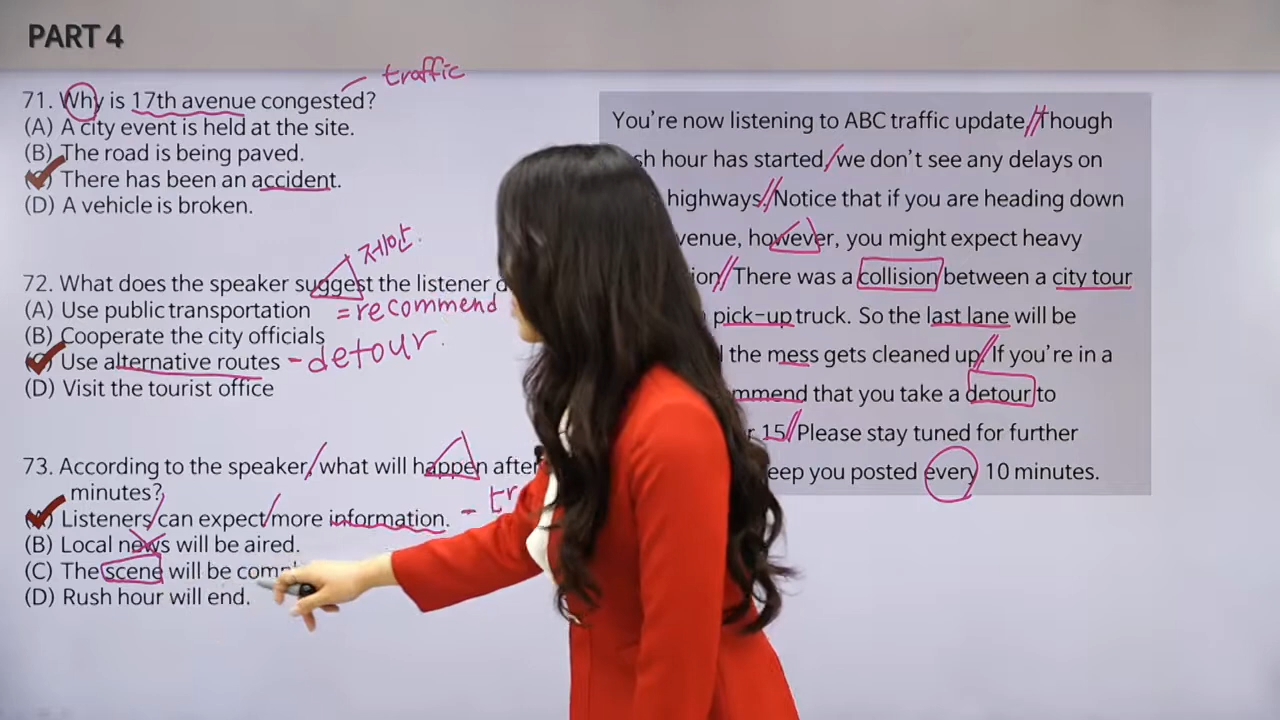 PART 4
traffic
71. Why is 17th avenue congested?
(A) A city event is held at the site.
(B) The road is being paved.
There has been an accident.
(D) A vehicle is broken.
제안.
72. What does the speaker suggest the listener
(A) Use public transportation
= recommend
(B) Cooperate the city officials
Use alternative routes - detour.
(D) Visit the tourist office
73. According to the speaker, what will happen after
minutes?
Listeners can expect more information. -
(B) Local news will be aired.
(C) The scene will be
(D) Rush hour will end.
You're now listening to ABC traffic update. Though
hour has started, we don't see any delays on
highways. Notice that if you are heading down
however, you might expect heavy
There was a collision between a city tour
pick-up truck. So the last lane will be
the mess gets cleaned up. If you're in a
that you take a detour to
15. Please stay tuned for further
you posted every 10 minutes.